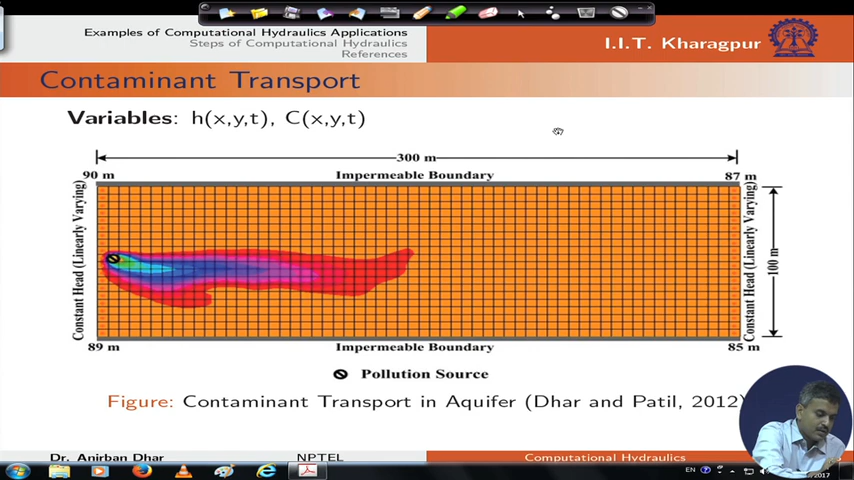 Examples of Computational Hydraulics Applications
Steps of Computational Hydraulics
References
I.I.T. Kharagpur
Contaminant Transport
Variables: h(x,y,t), C(x,y,t)
300 m
90 m
Impermeable Boundary
87 m
Constant Head (Linearly Varying)
Constant Head (Linearly Varying)
100 m
89 m
Impermeable Boundary
85 m
Pollution Source
Figure: Contaminant Transport in Aquifer (Dhar and Patil, 2012)
Dr. Anirban Dhar
NPTEL
Computational Hydraulics
EN
2017